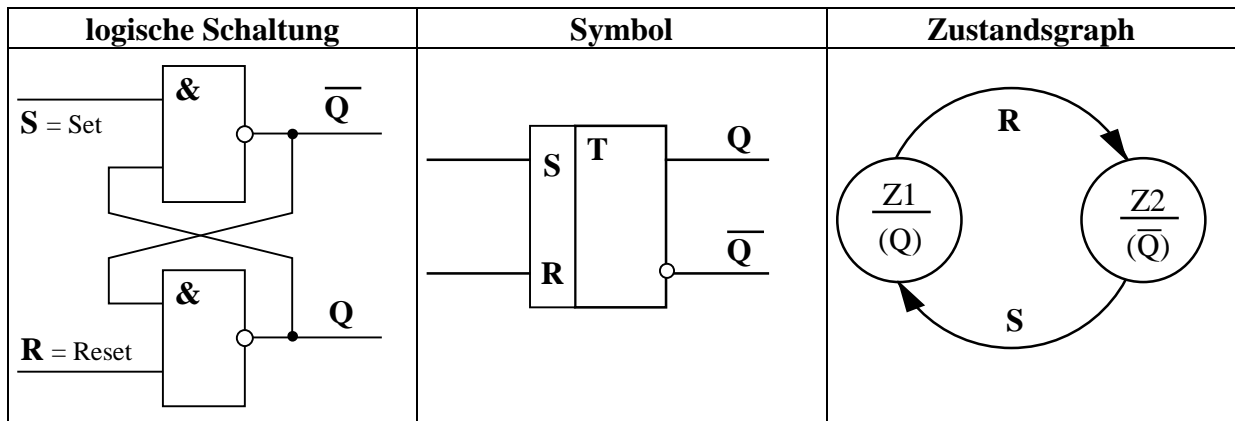 logische Schaltung
&
S = Set
Q̅
&
Q
R = Reset
Symbol
S
T
Q
R
Q̅
Zustandsgraph
R
Z1
(Q)
Z2
(Q̅)
S